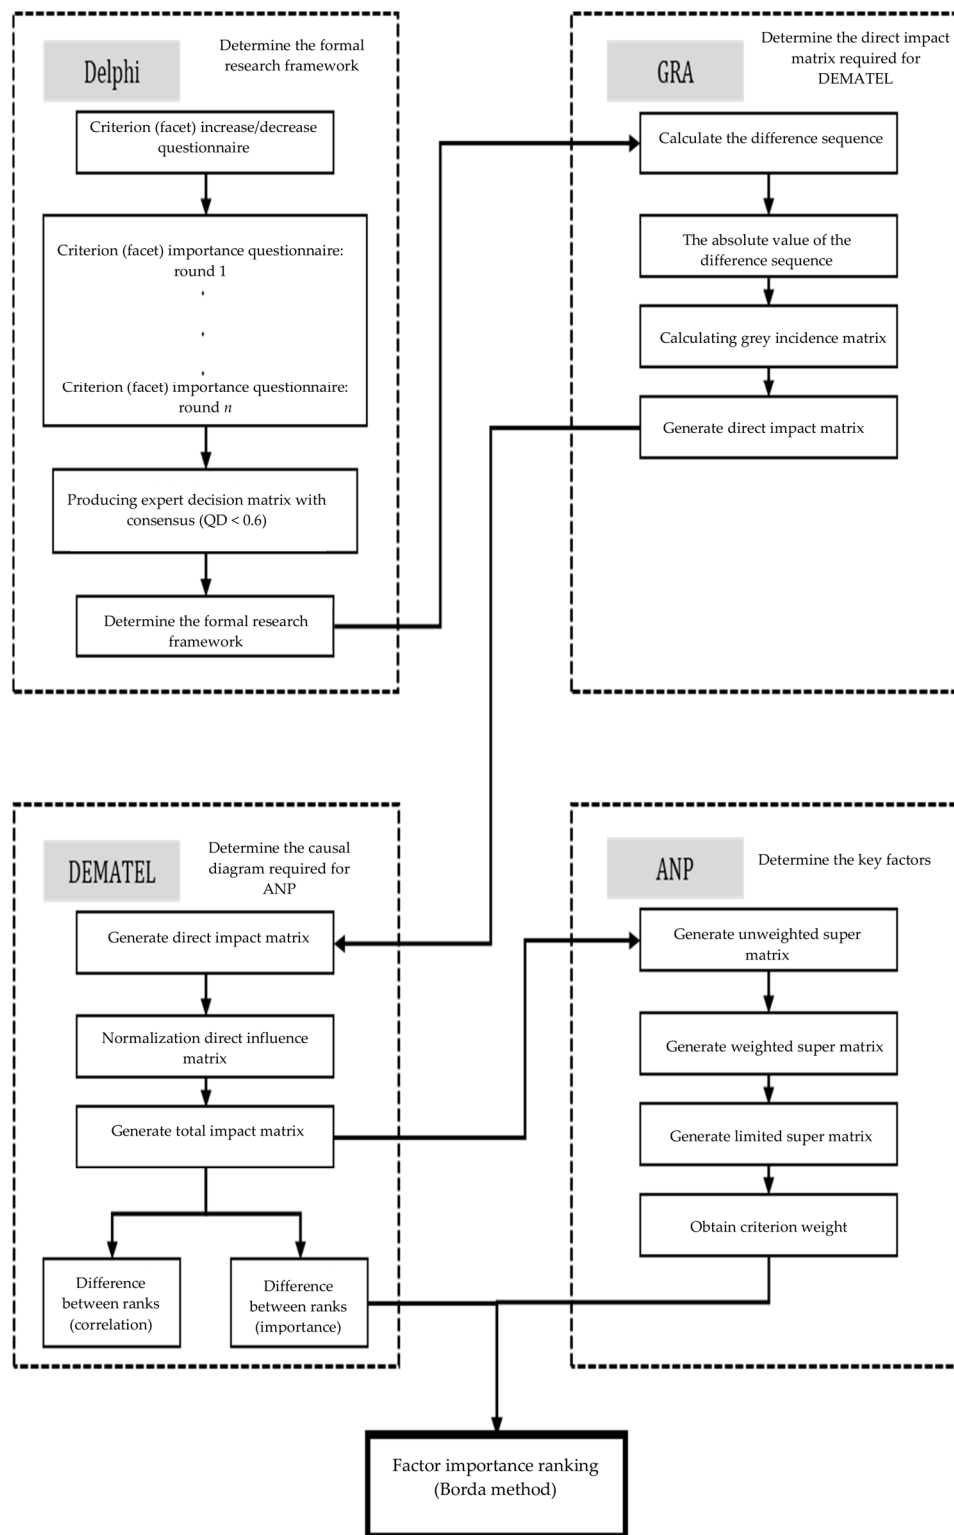 Delphi
Determine the formal
research framework
Criterion (facet) increase/decrease
questionnaire
Criterion (facet) importance questionnaire:
round 1
.
.
.
Criterion (facet) importance questionnaire:
round n
Producing expert decision matrix with
consensus (QD < 0.6)
Determine the formal research
framework
GRA
Determine the direct impact
matrix required for
DEMATEL
Calculate the difference sequence
The absolute value of the
difference sequence
Calculating grey incidence matrix
Generate direct impact matrix
DEMATEL
Determine the causal
diagram required for
ANP
Generate direct impact matrix
Normalization direct influence
matrix
Generate total impact matrix
Difference
between ranks
(correlation)
Difference
between ranks
(importance)
ANP
Determine the key factors
Generate unweighted super
matrix
Generate weighted super matrix
Generate limited super matrix
Obtain criterion weight
Factor importance ranking
(Borda method)